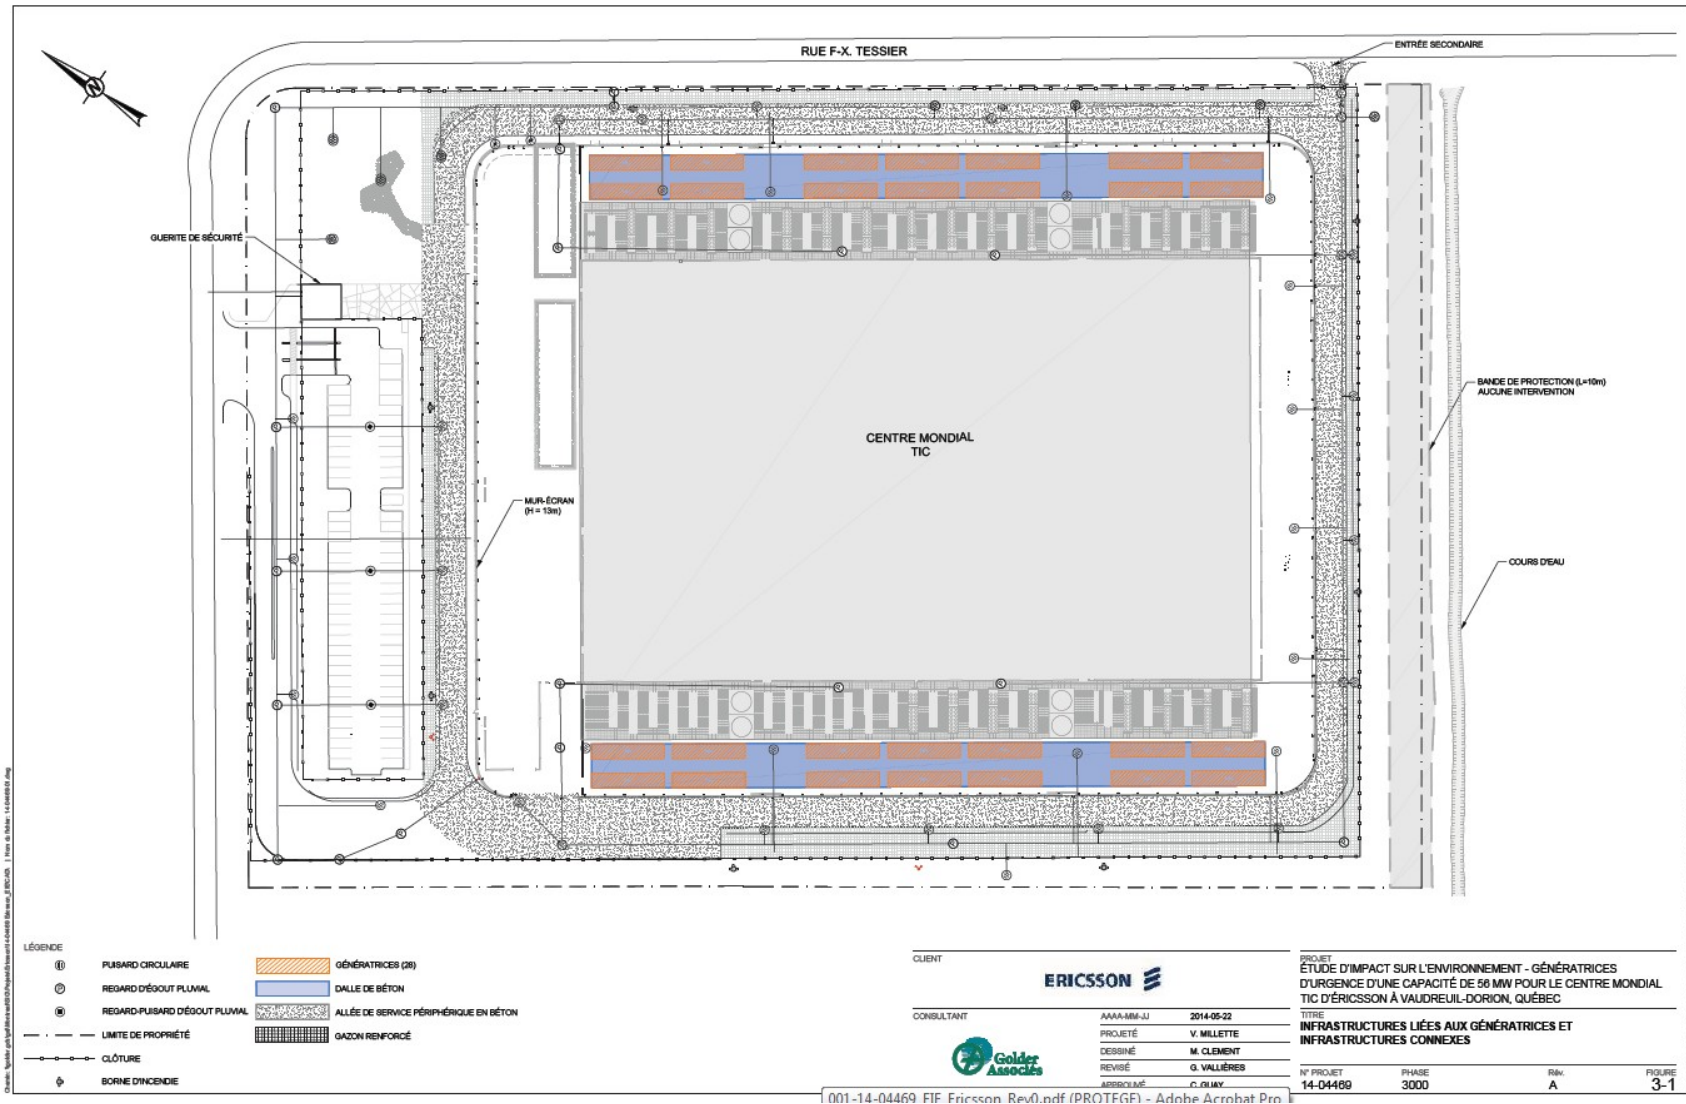 RUE F-X. TESSIER
ENTRÉE SECONDAIRE
N
GUERITE DE SÉCURITÉ
BANDE DE PROTECTION (L=10m)
AUCUNE INTERVENTION
CENTRE MONDIAL
TIC
MUR-ÉCRAN
(H = 13m)
COURS D'EAU
LÉGENDE
PUISARD CIRCULAIRE
REGARD D'ÉGOUT PLUVIAL
REGARD-PUISARD D'ÉGOUT PLUVIAL
LIMITE DE PROPRIÉTÉ
CLÔTURE
BORNE D'INCENDIE
GÉNÉRATRICES (28)
DALLE DE BÉTON
ALLÉE DE SERVICE PÉRIPHÉRIQUE EN BÉTON
GAZON RENFORCÉ
CLIENT
ERICSSON
CONSULTANT
Golder
Associés
AAAA-MM-JJ 2014-05-22
PROJETÉ V. MILLETTE
DESSINÉ M. CLEMENT
REVISÉ G. VALLIÈRES
APPROUVÉ C. GUAY
PROJET
ÉTUDE D'IMPACT SUR L'ENVIRONNEMENT - GÉNÉRATRICES
D'URGENCE D'UNE CAPACITÉ DE 56 MW POUR LE CENTRE MONDIAL
TIC D'ÉRICSSON À VAUDREUIL-DORION, QUÉBEC
TITRE
INFRASTRUCTURES LIÉES AUX GÉNÉRATRICES ET
INFRASTRUCTURES CONNEXES
N° PROJET PHASE Rév. FIGURE
14-04469 3000 A 3-1
001-14-04469_EIE_Ericsson_Rev0.pdf (PROTÉGÉ) - Adobe Acrobat Pro